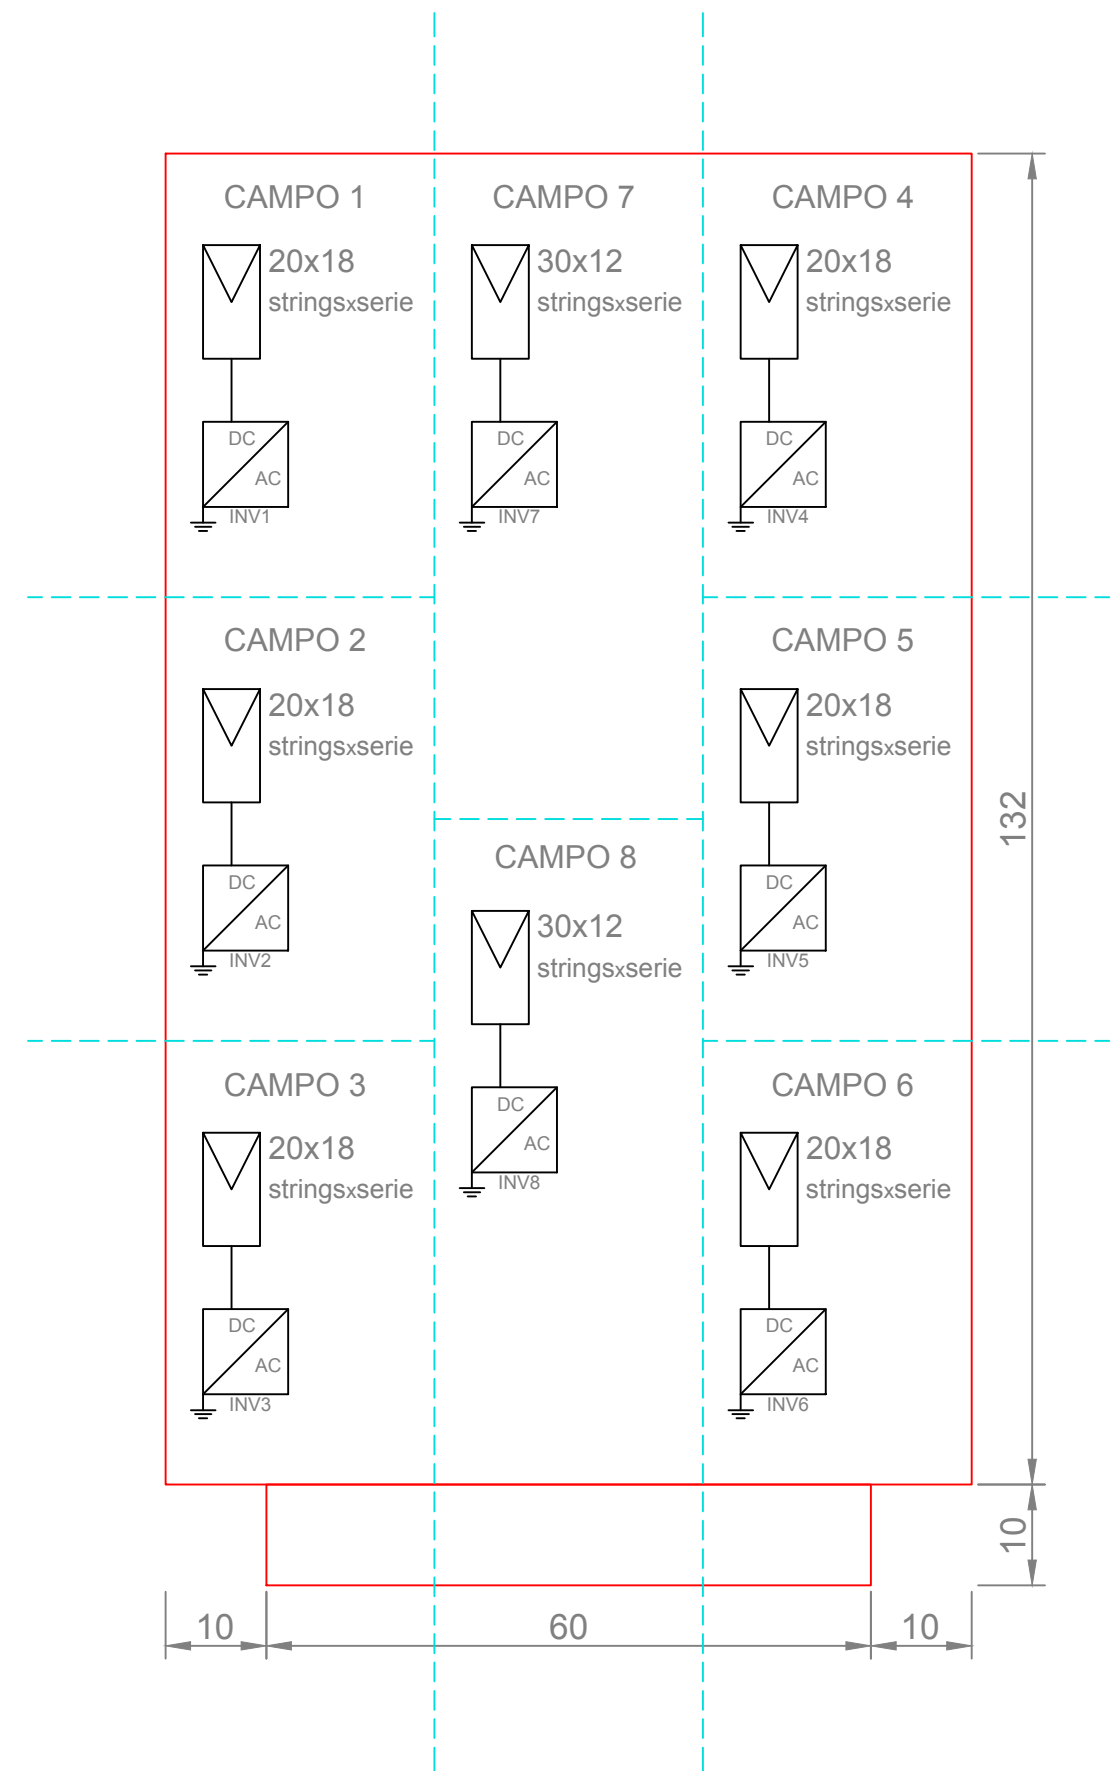 CAMPO 1
20x18
stringsxserie
DC
AC
INV1
CAMPO 7
30x12
stringsxserie
DC
AC
INV7
CAMPO 4
20x18
stringsxserie
DC
AC
INV4
CAMPO 2
20x18
stringsxserie
DC
AC
INV2
CAMPO 5
20x18
stringsxserie
DC
AC
INV5
132
CAMPO 8
30x12
stringsxserie
DC
AC
INV8
CAMPO 3
20x18
stringsxserie
DC
AC
INV3
CAMPO 6
20x18
stringsxserie
DC
AC
INV6
10
10
60
10